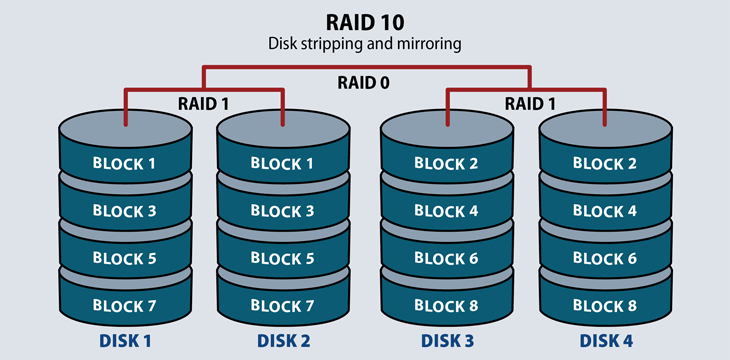 RAID 10
Disk stripping and mirroring
RAID 0
RAID 1 RAID 1
BLOCK 1 BLOCK 1 BLOCK 2 BLOCK 2
BLOCK 3 BLOCK 3 BLOCK 4 BLOCK 4
BLOCK 5 BLOCK 5 BLOCK 6 BLOCK 6
BLOCK 7 BLOCK 7 BLOCK 8 BLOCK 8
DISK 1 DISK 2 DISK 3 DISK 4